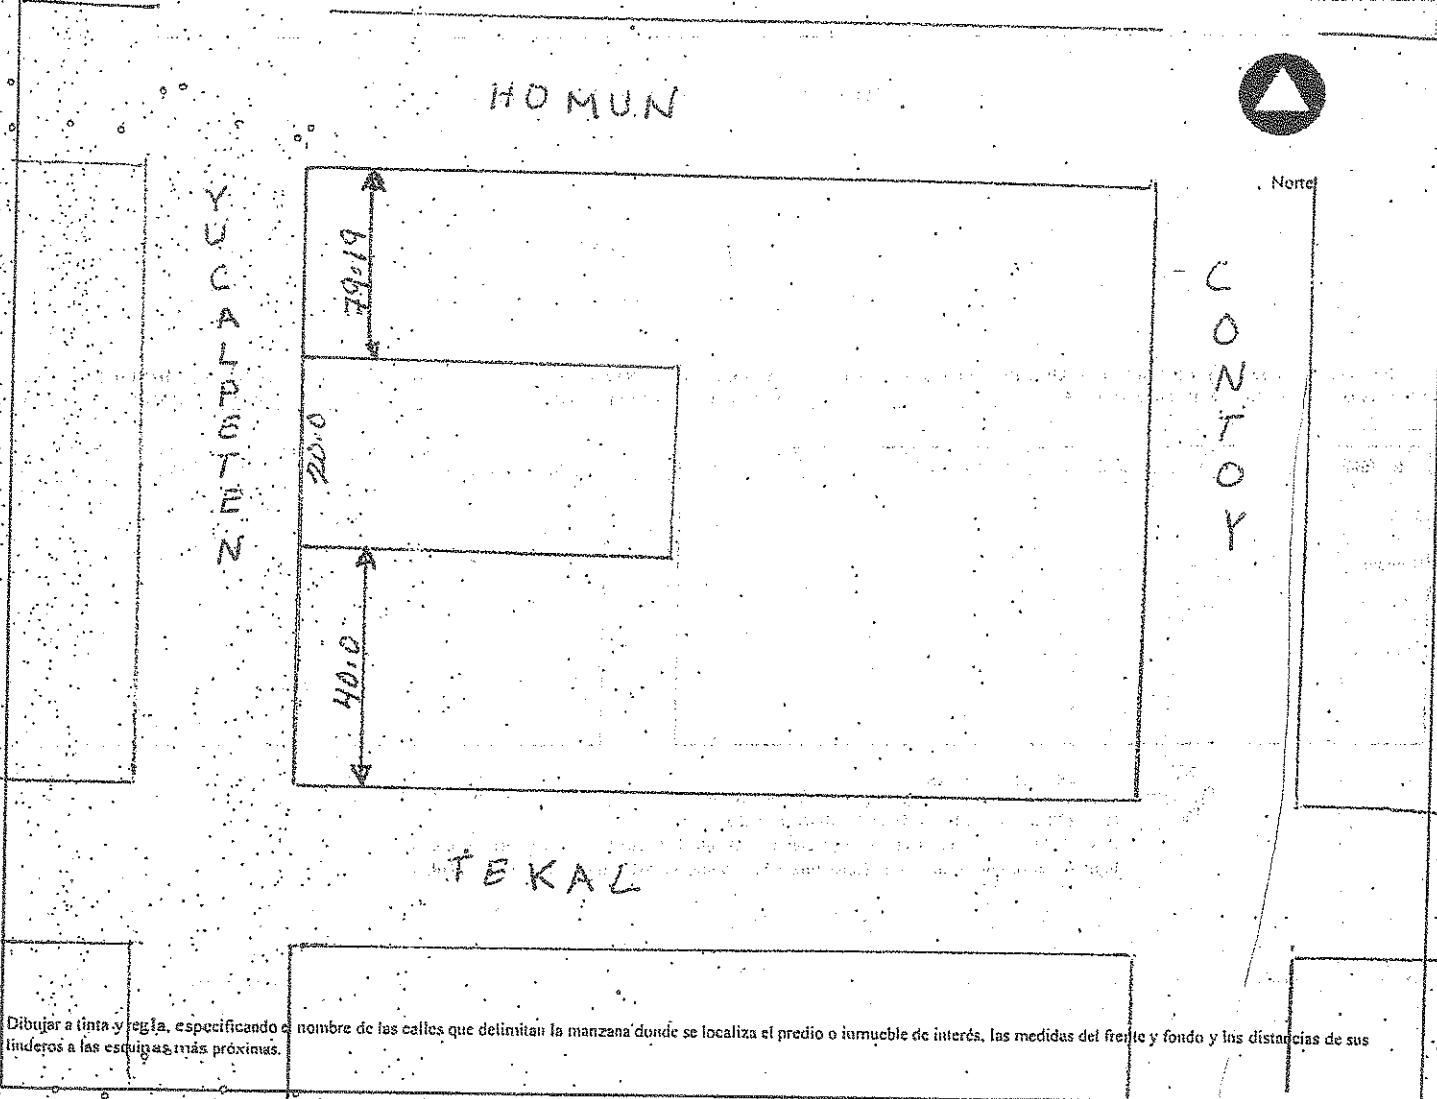 HOMUN
Norte
YUCALPETEN
79.19
CONTOY
20.0
40.0
TEKAL
Dibujar a tinta y regla, especificando el nombre de las calles que delimitan la manzana donde se localiza el predio o inmueble de interés, las medidas del frente y fondo y las distancias de sus
linderos a las esquinas más próximas.